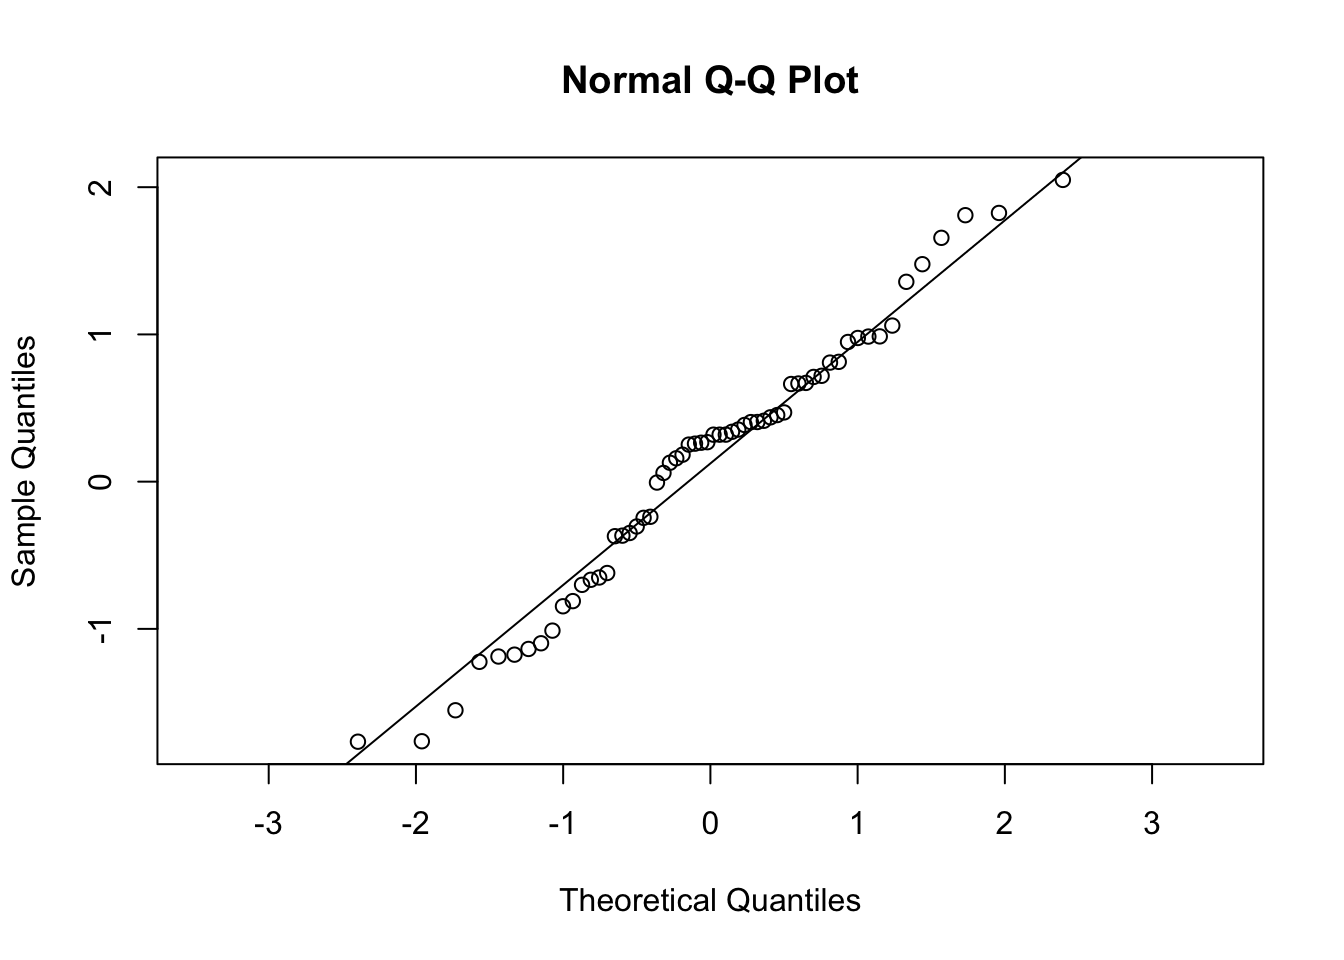 Normal Q-Q Plot
Sample Quantiles
2
1
0
-1
-3 -2 -1 0 1 2 3
Theoretical Quantiles